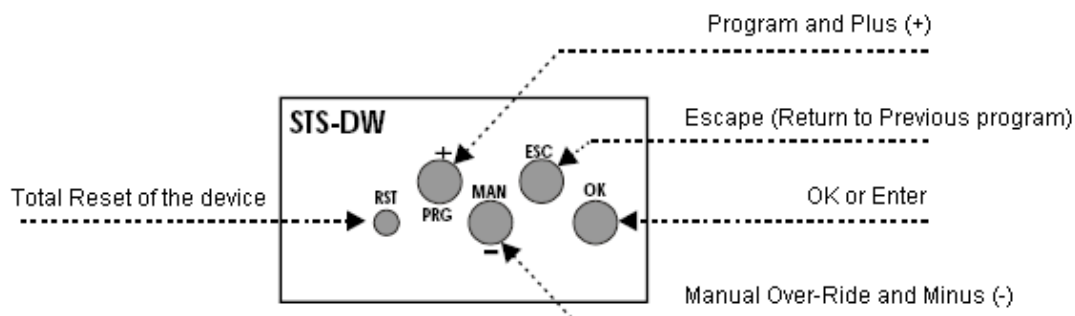 Program and Plus (+)
STS-DW
Escape (Return to Previous program)
+
ESC
Total Reset of the device
RST
MAN
OK
OK or Enter
PRG
−
Manual Over-Ride and Minus (-)